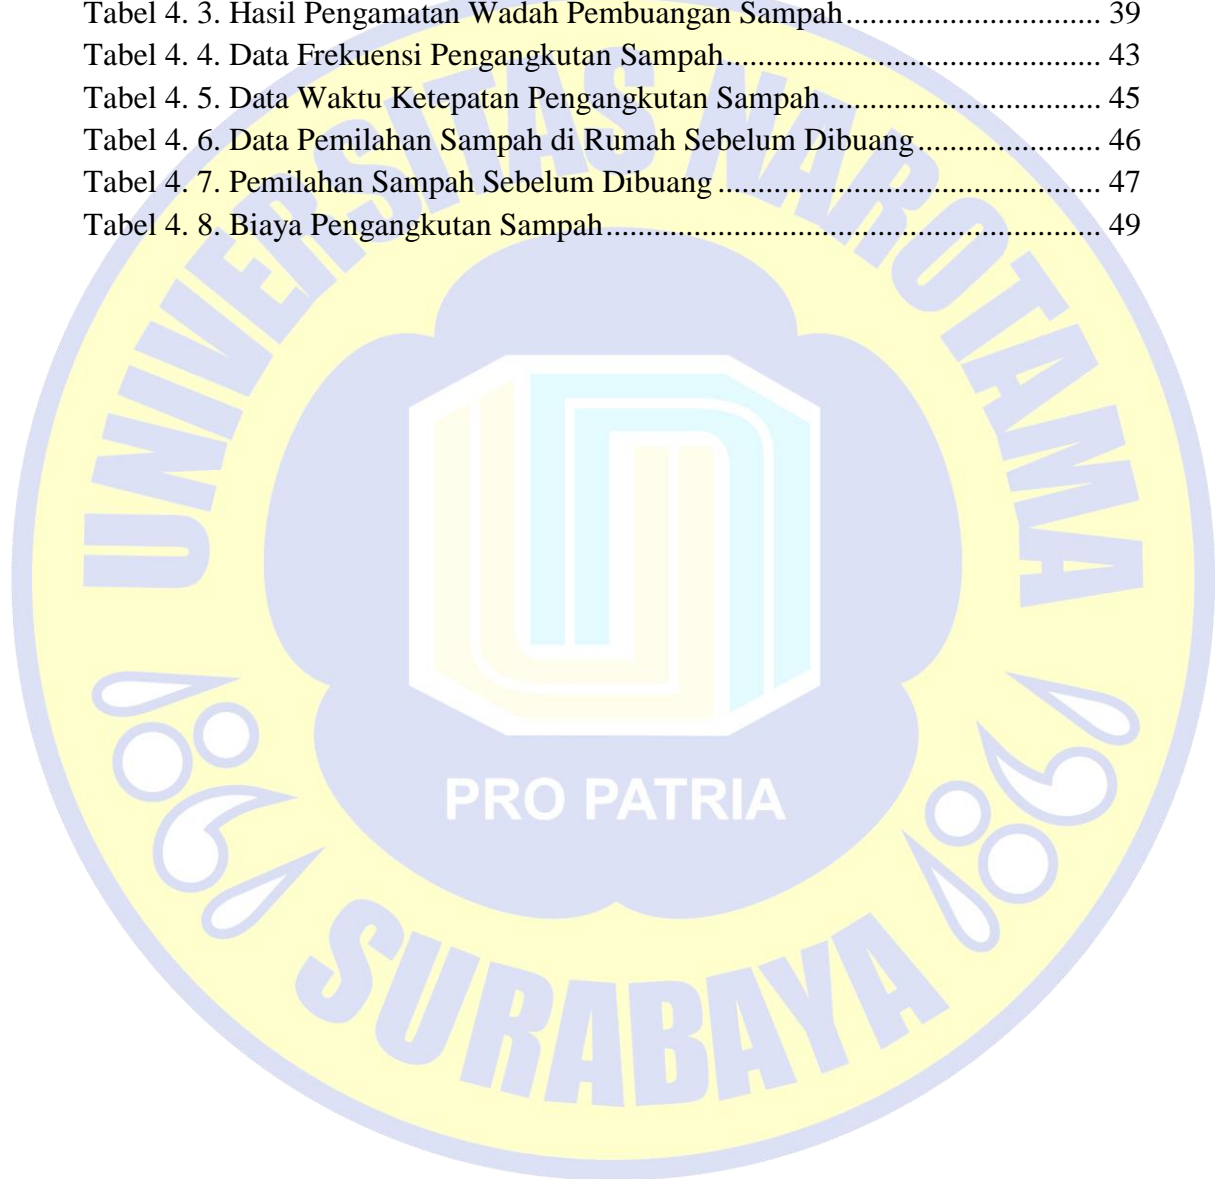 Tabel 4. 3. Hasil Pengamatan Wadah Pembuangan Sampah................................ 39
Tabel 4. 4. Data Frekuensi Pengangkutan Sampah............................................... 43
Tabel 4. 5. Data Waktu Ketepatan Pengangkutan Sampah................................... 45
Tabel 4. 6. Data Pemilahan Sampah di Rumah Sebelum Dibuang....................... 46
Tabel 4. 7. Pemilahan Sampah Sebelum Dibuang................................................ 47
Tabel 4. 8. Biaya Pengangkutan Sampah.............................................................. 49
UNIVERSITAS NAROTAMA
PRO PATRIA
SURABAYA